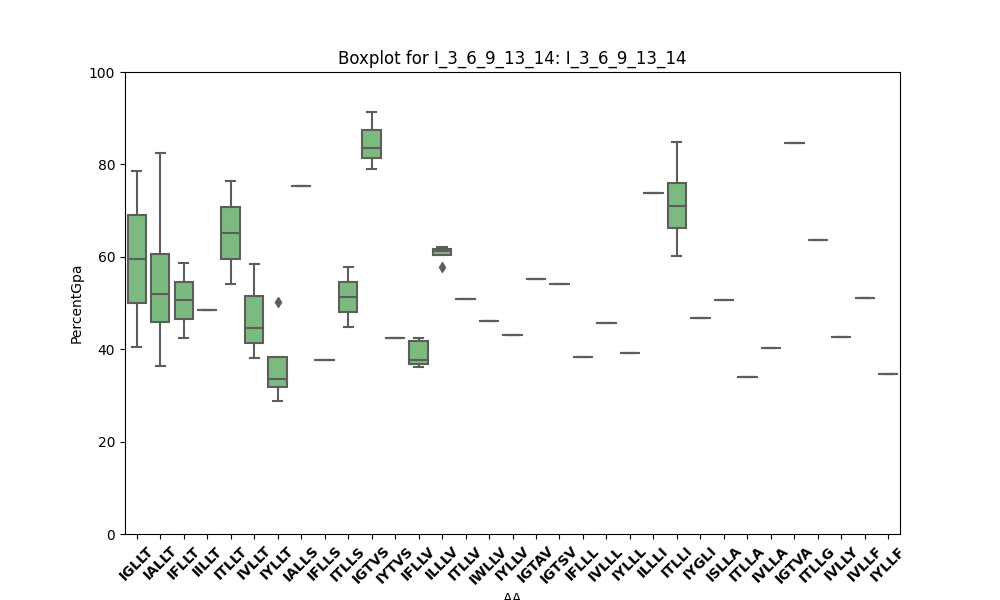 Boxplot for I_3_6_9_13_14: I_3_6_9_13_14
100
80
60
40
20
0
PercentGpa
IGLLT
IALLT
IFLLT
IILLT
ITLLT
IVLLT
IYLLT
IALLS
IFLLS
ITLLS
IGTVS
IYTVS
IFLLV
ILLLV
ITLLV
IWLLV
IYLLV
IGTAV
IGTSV
IFLLL
IVLLL
IYLLL
ILLLI
ITLLI
IYGLI
ISLLA
ITLLA
IVLLA
IGTVA
ITLLG
IVLLY
IVLLF
IYLLF
AA